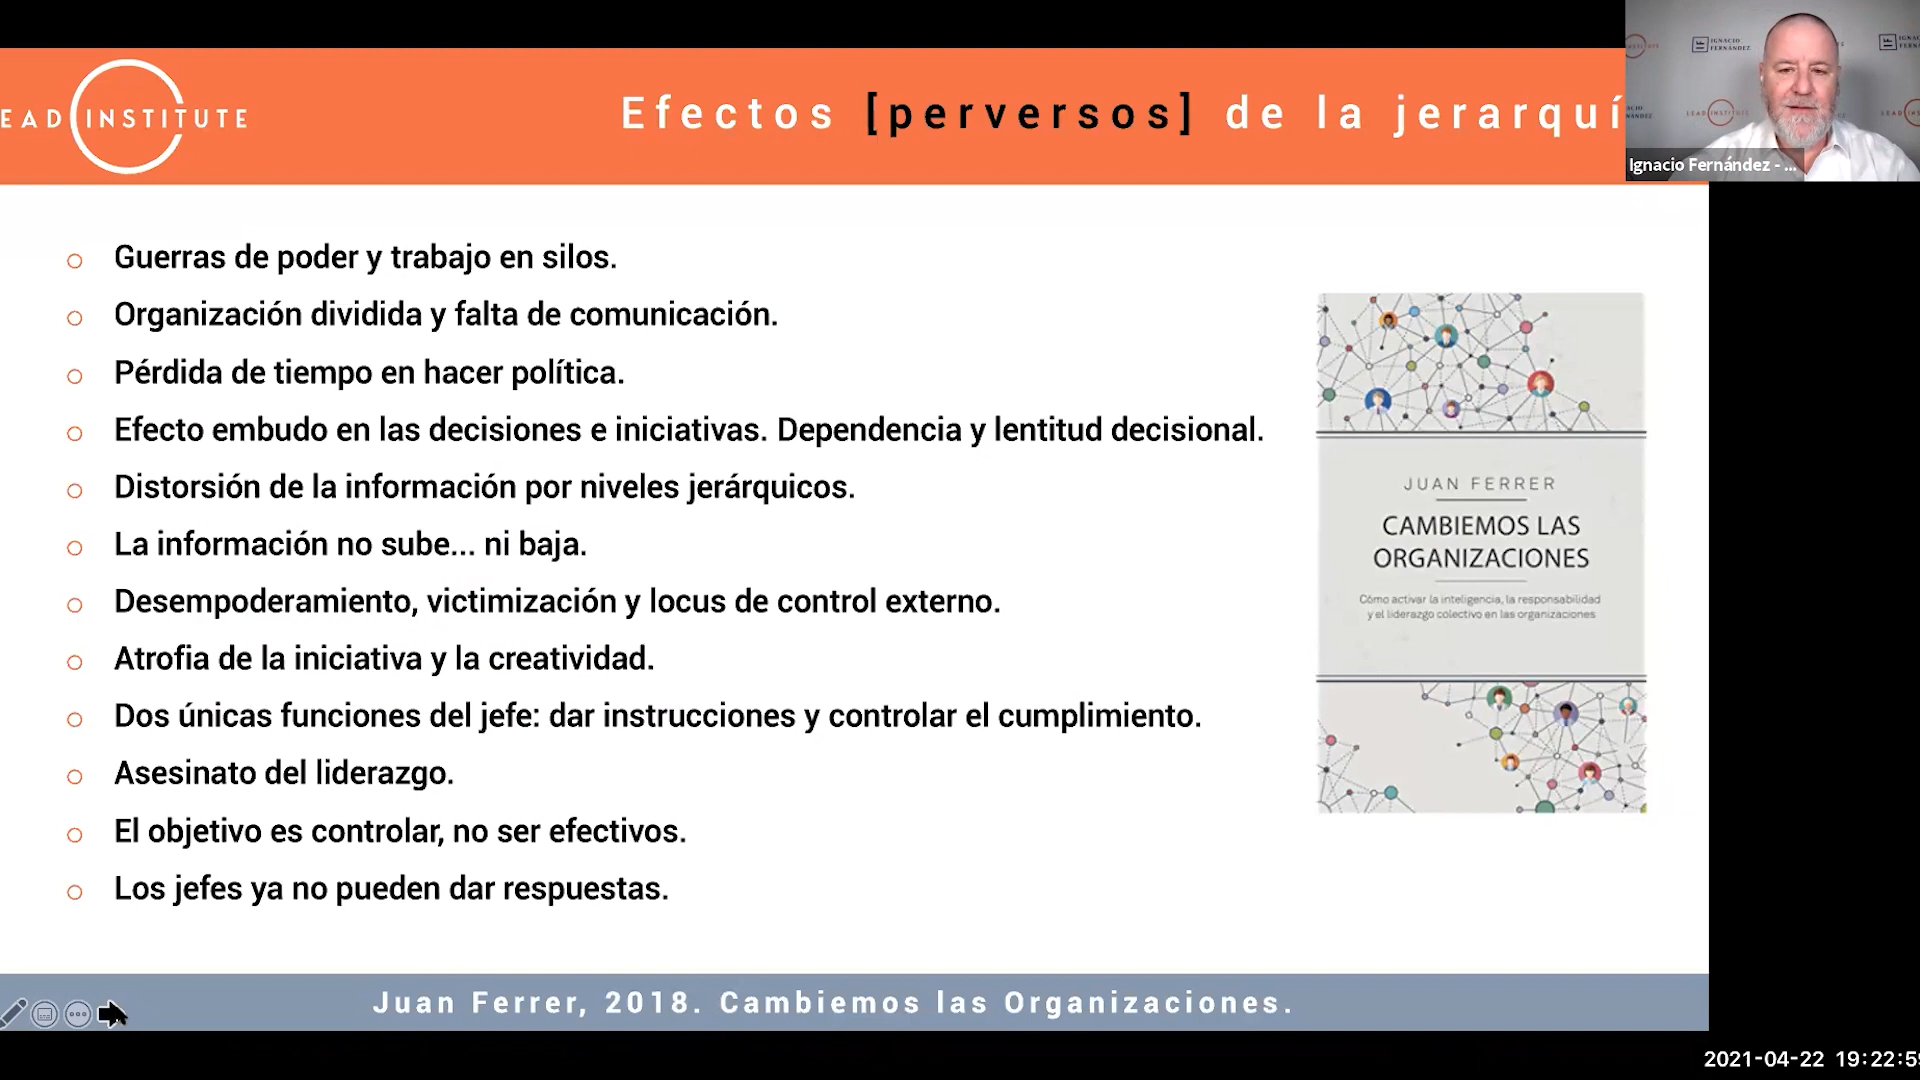 EAD INSTITUTE
Efectos [perversos] de la jerarquí
Ignacio Fernández - ...
Guerras de poder y trabajo en silos.
Organización dividida y falta de comunicación.
Pérdida de tiempo en hacer política.
Efecto embudo en las decisiones e iniciativas. Dependencia y lentitud decisional.
Distorsión de la información por niveles jerárquicos.
La información no sube... ni baja.
Desempoderamiento, victimización y locus de control externo.
Atrofia de la iniciativa y la creatividad.
Dos únicas funciones del jefe: dar instrucciones y controlar el cumplimiento.
Asesinato del liderazgo.
El objetivo es controlar, no ser efectivos.
Los jefes ya no pueden dar respuestas.
JUAN FERRER
CAMBIEMOS LAS
ORGANIZACIONES
Cómo activar la inteligencia, la responsabilidad
y el liderazgo colectivo en las organizaciones
Juan Ferrer, 2018. Cambiemos las Organizaciones.
2021-04-22 19:22:59